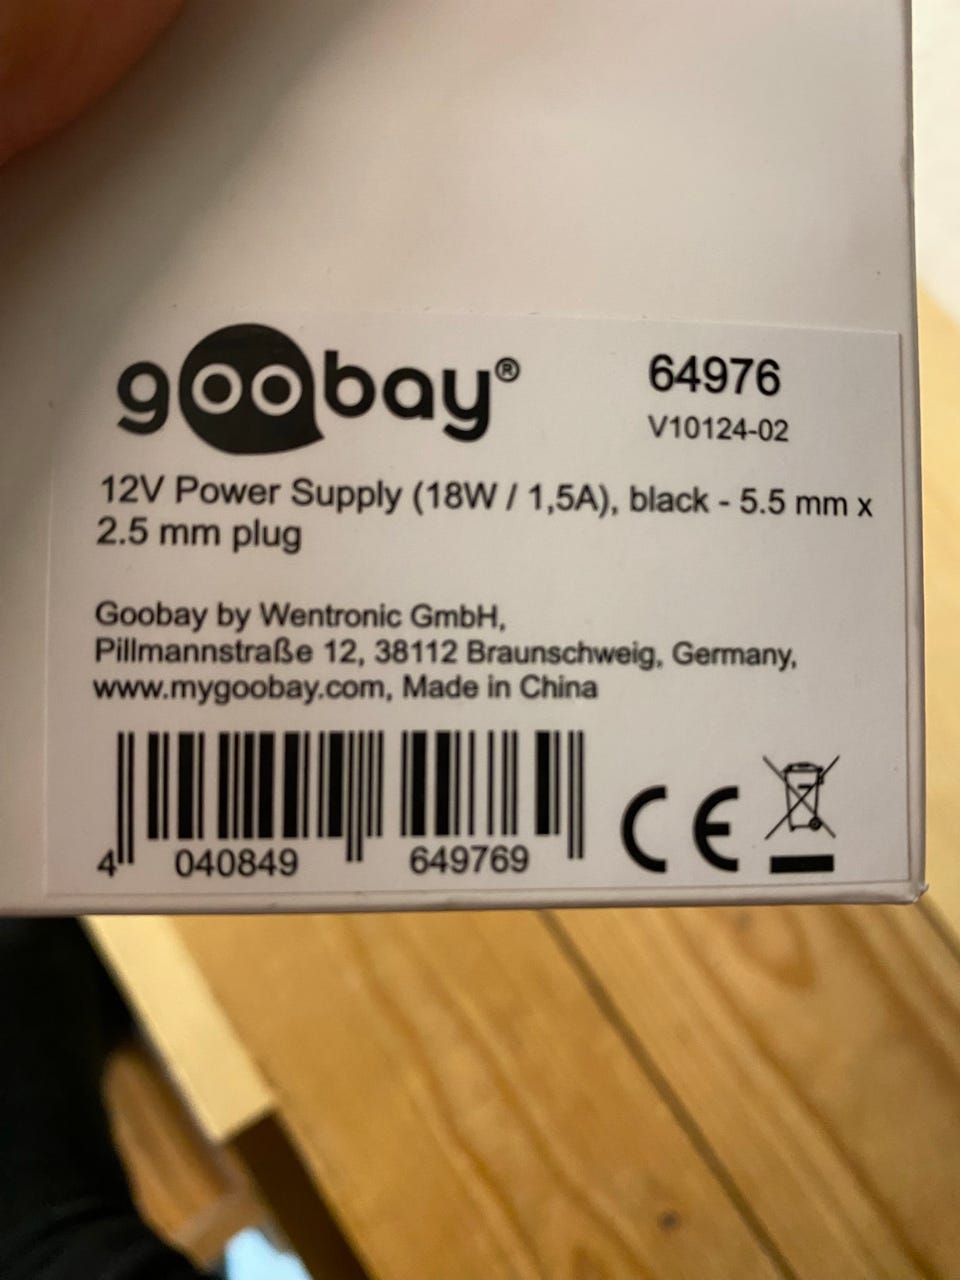 goobay®
64976
V10124-02
12V Power Supply (18W / 1,5A), black - 5.5 mm x
2.5 mm plug
Goobay by Wentronic GmbH,
Pillmannstraße 12, 38112 Braunschweig, Germany,
www.mygoobay.com, Made in China
4 040849 649769
CE